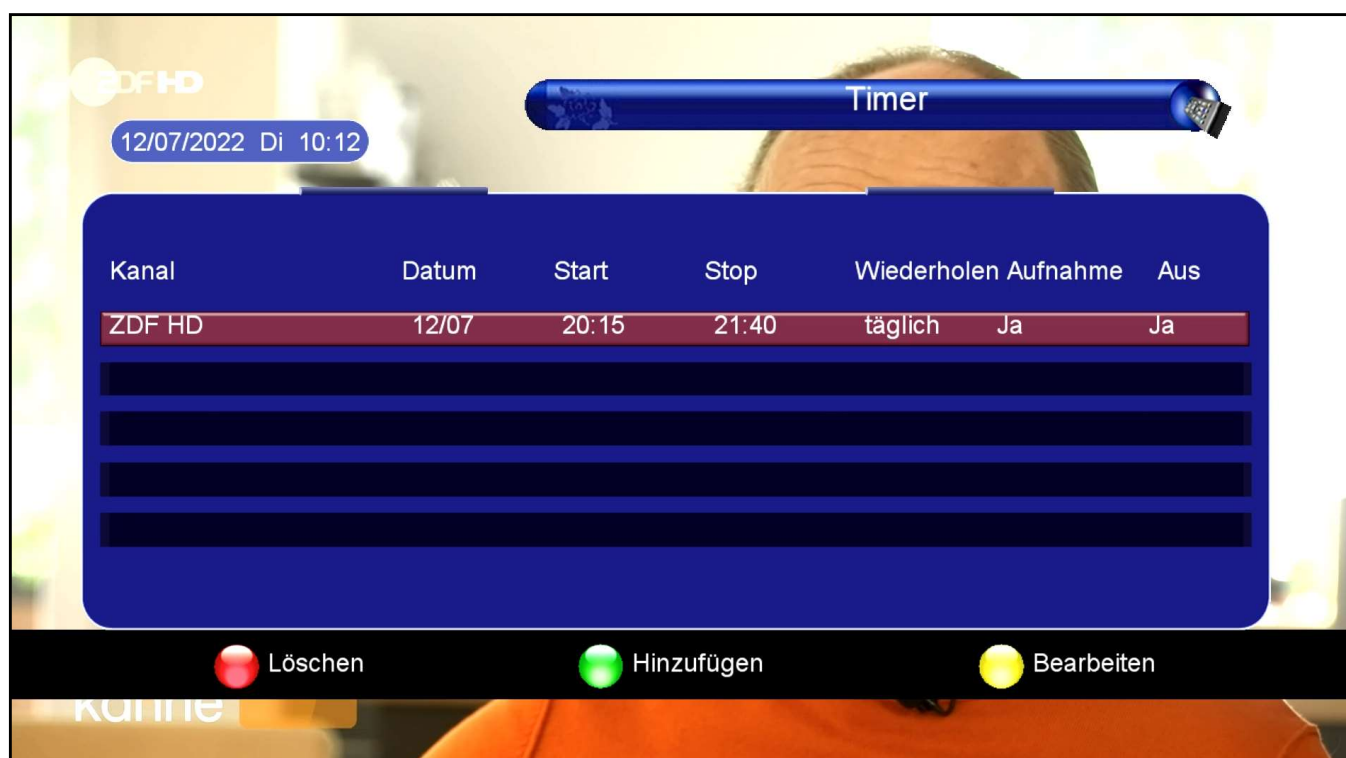 ZDF HD
Timer
12/07/2022 Di 10:12
Kanal Datum Start Stop Wiederholen Aufnahme Aus
ZDF HD 12/07 20:15 21:40 täglich Ja Ja
Löschen Hinzufügen Bearbeiten